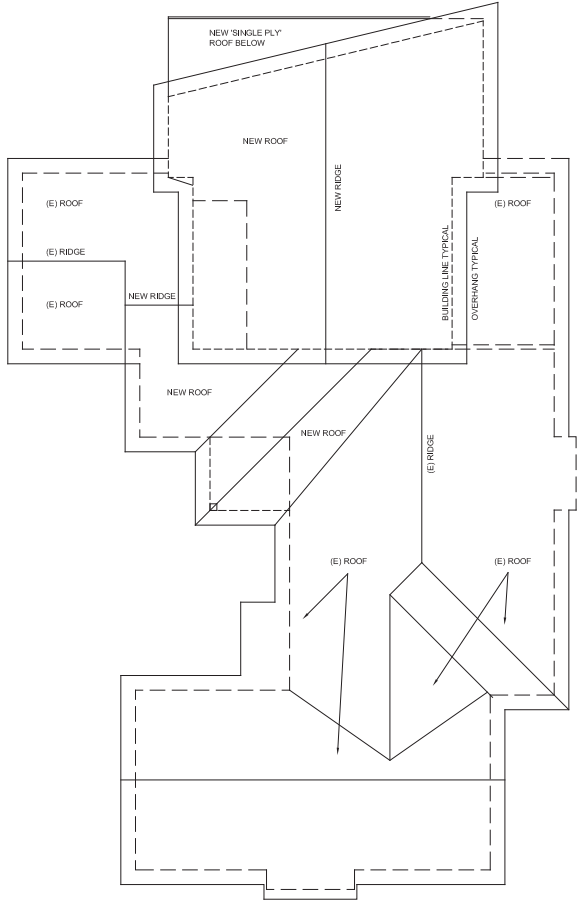 NEW 'SINGLE PLY'
ROOF BELOW
NEW ROOF
NEW RIDGE
(E) ROOF
(E) ROOF
(E) RIDGE
BUILDING LINE TYPICAL
OVERHANG TYPICAL
(E) ROOF
NEW RIDGE
NEW ROOF
NEW ROOF
(E) RIDGE
(E) ROOF
(E) ROOF